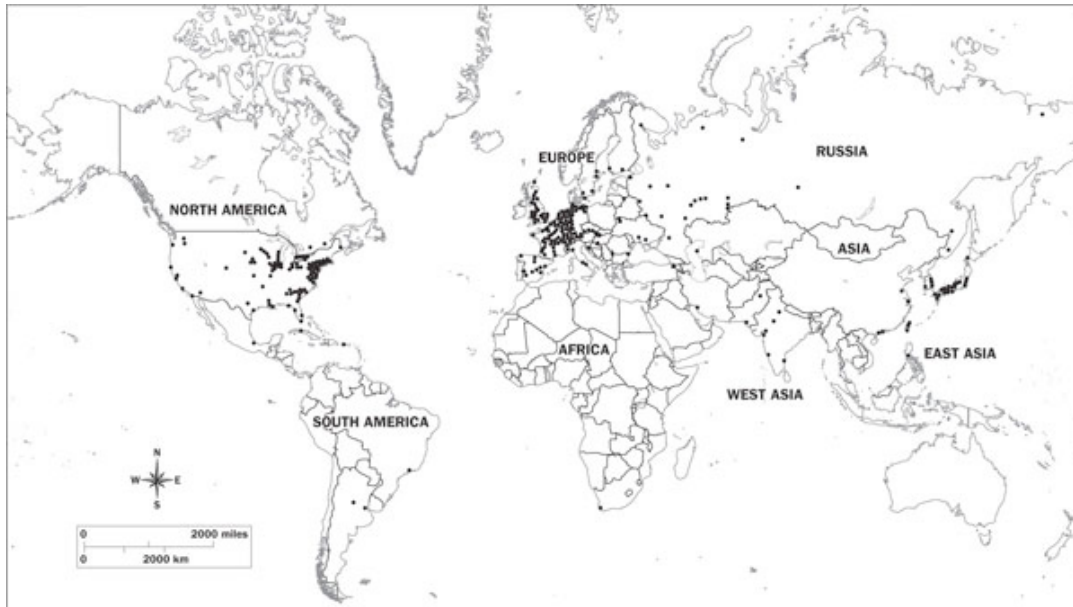 EUROPE
RUSSIA
NORTH AMERICA
ASIA
AFRICA
EAST ASIA
WEST ASIA
SOUTH AMERICA
N
W E
S
0 2000 miles
0 2000 km